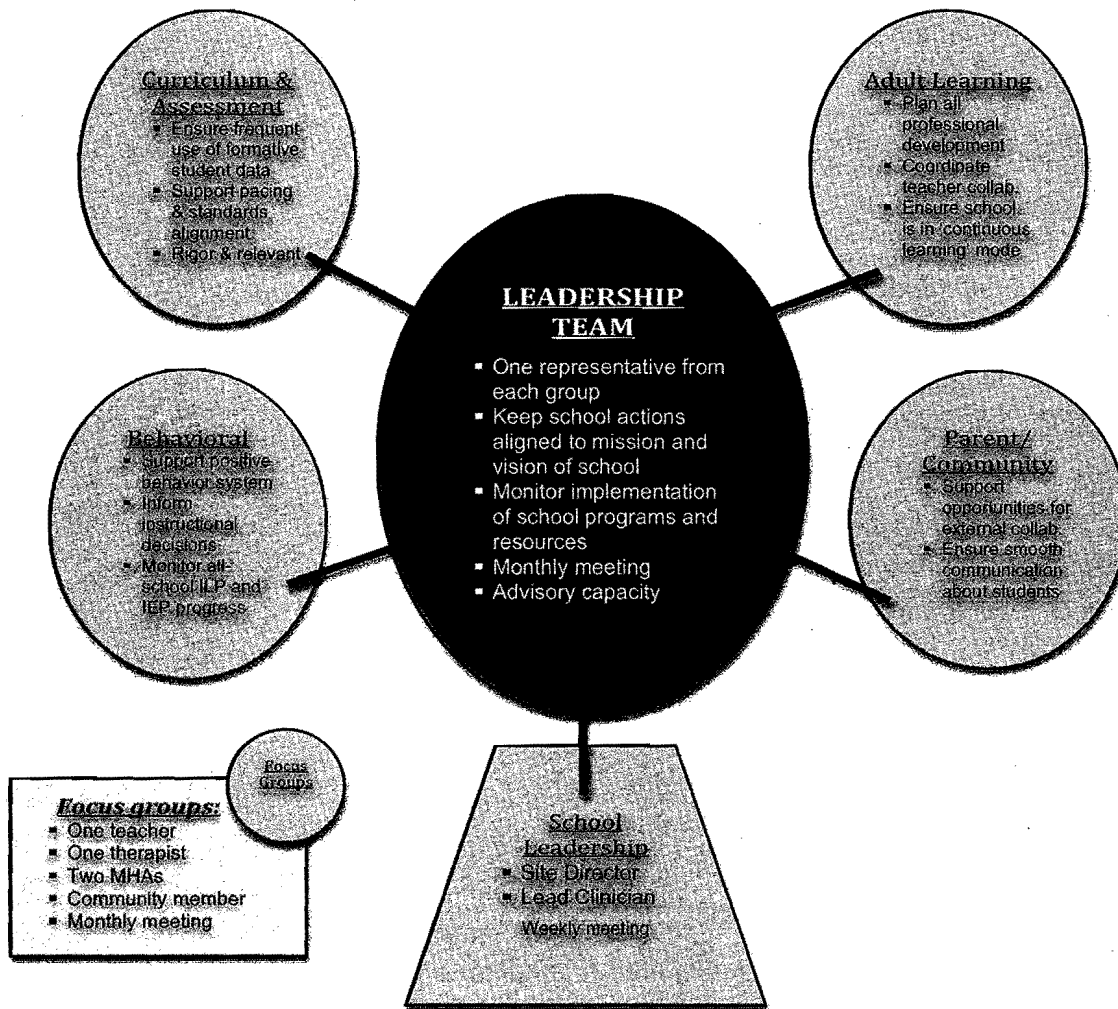 Curriculum &
Assessment
▪ Ensure frequent
use of formative
student data
▪ Support pacing
& standards
alignment
▪ Rigor & relevant
Adult Learning
▪ Plan all
professional
development
▪ Coordinate
teacher collab.
▪ Ensure school
is in 'continuous
learning' mode
LEADERSHIP
TEAM
▪ One representative from
each group
▪ Keep school actions
aligned to mission and
vision of school
▪ Monitor implementation
of school programs and
resources
▪ Monthly meeting
▪ Advisory capacity
Behavioral
▪ Support positive
behavior system
▪ Inform
instructional
decisions
▪ Monitor all-
school ILP and
IEP progress
Parent/
Community
▪ Support
opportunities for
external collab
▪ Ensure smooth
communication
about students
Focus
Groups
Focus groups:
▪ One teacher
▪ One therapist
▪ Two MHAs
▪ Community member
▪ Monthly meeting
School
Leadership
▪ Site Director
▪ Lead Clinician
Weekly meeting